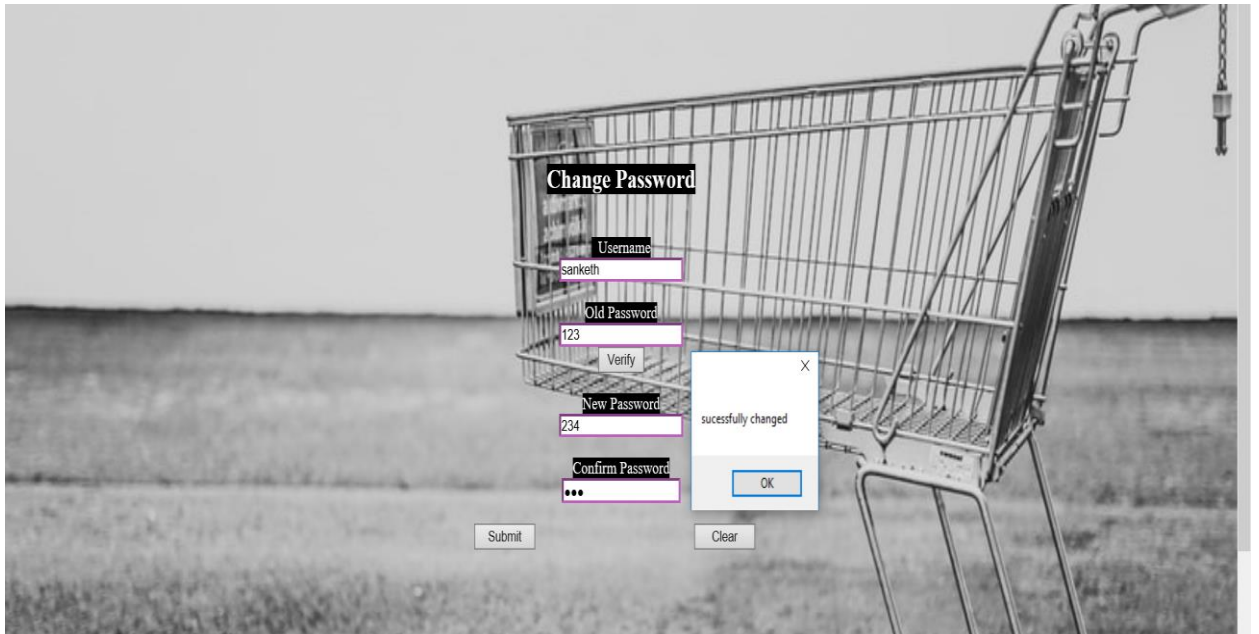 Change Password
Username
sanketh
Old Password
123
Verify
X
New Password
sucessfully changed
234
Confirm Password
•••
OK
Submit
Clear